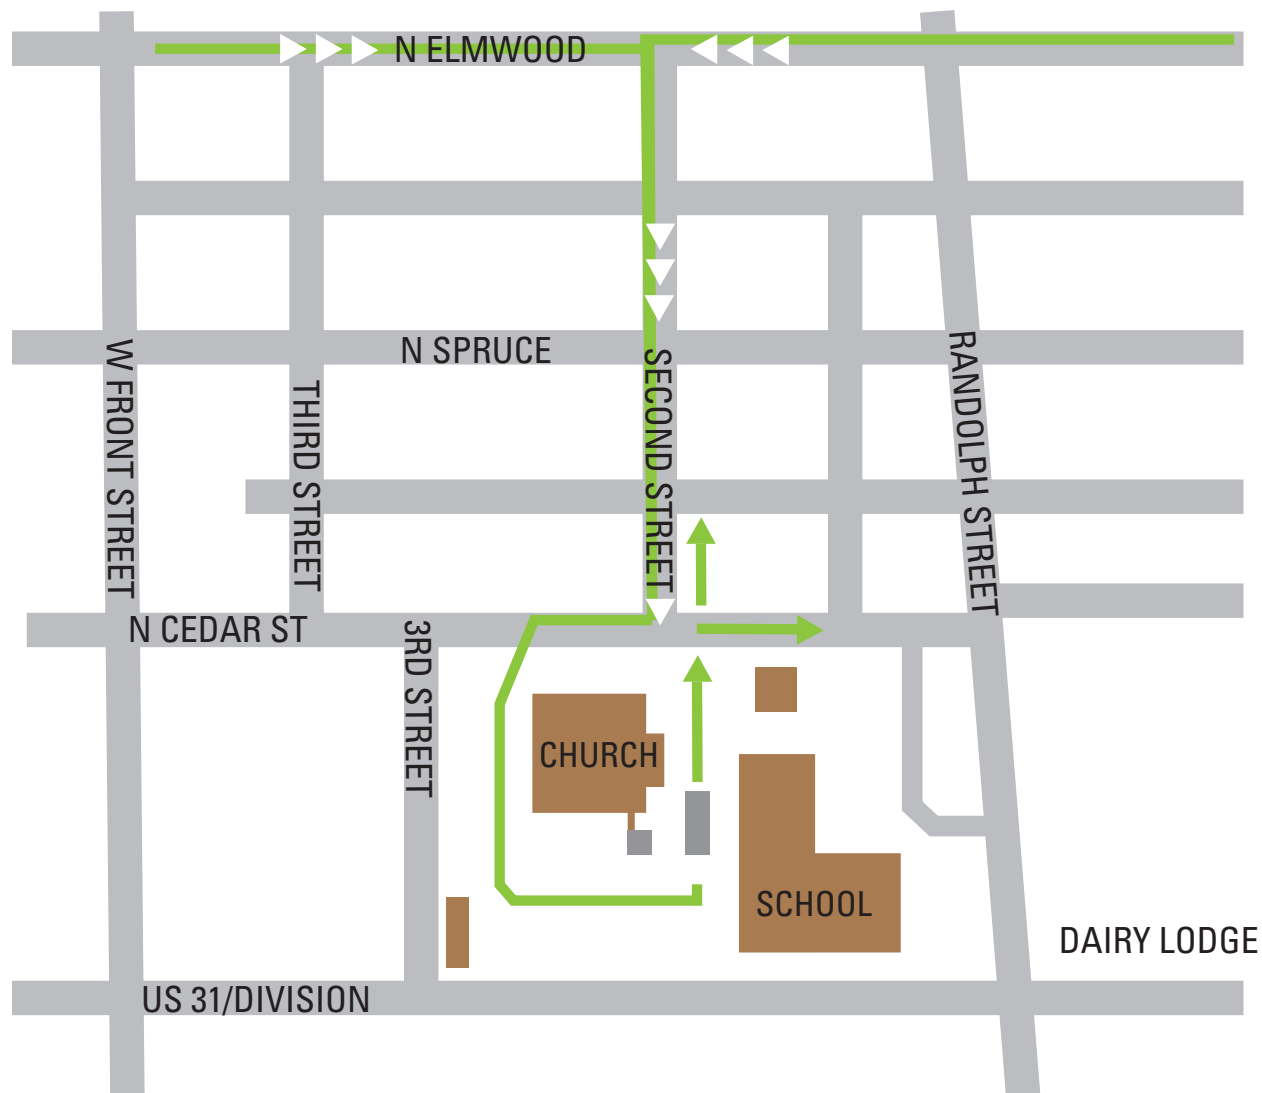 N ELMWOOD
N SPRUCE
W FRONT STREET
THIRD STREET
SECOND STREET
RANDOLPH STREET
N CEDAR ST
3RD STREET
CHURCH
SCHOOL
DAIRY LODGE
US 31/DIVISION